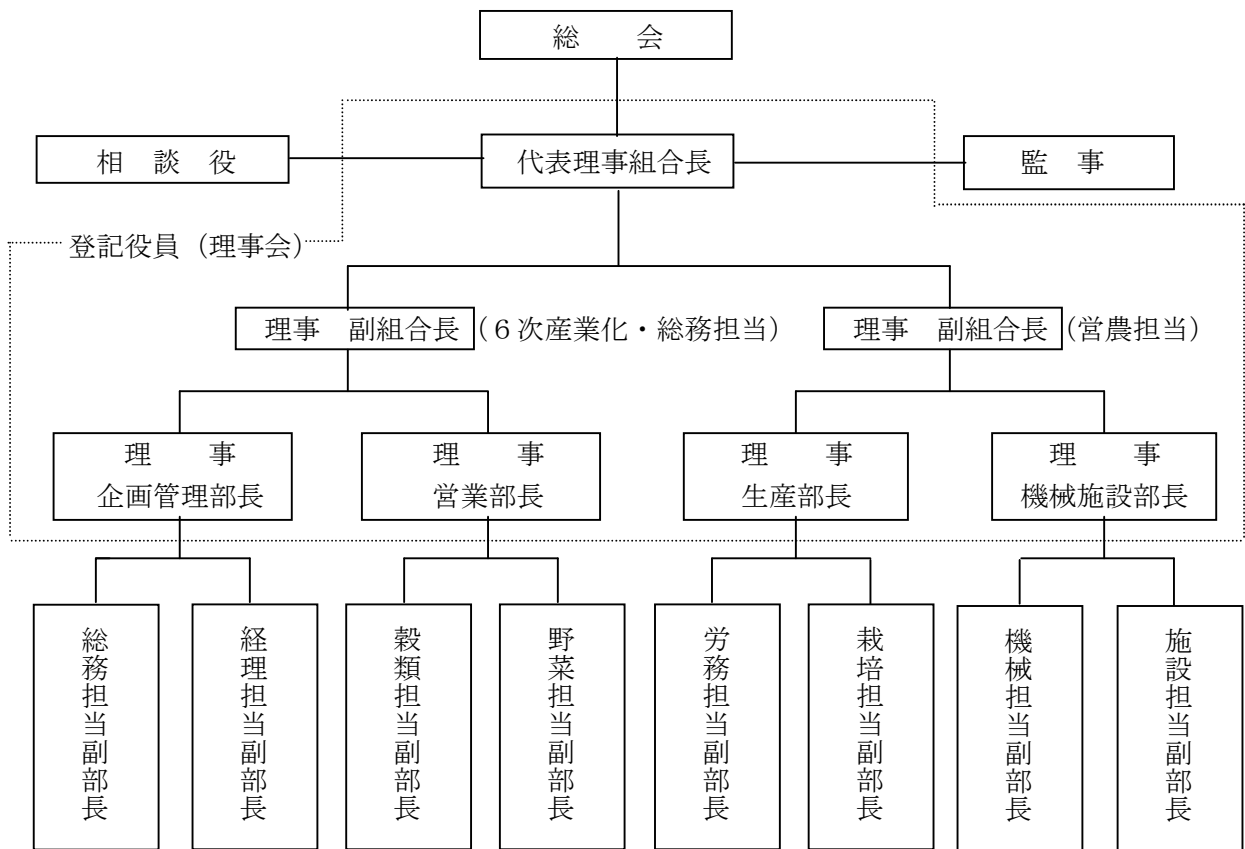 総　　会
相　談　役
代表理事組合長
監　事
登記役員（理事会）
理事　副組合長
（６次産業化・総務担当）
理事　副組合長
（営農担当）
理　　事
企画管理部長
理　　事
営業部長
理　　事
生産部長
理　　事
機械施設部長
総務担当副部長
経理担当副部長
穀類担当副部長
野菜担当副部長
労務担当副部長
栽培担当副部長
機械担当副部長
施設担当副部長